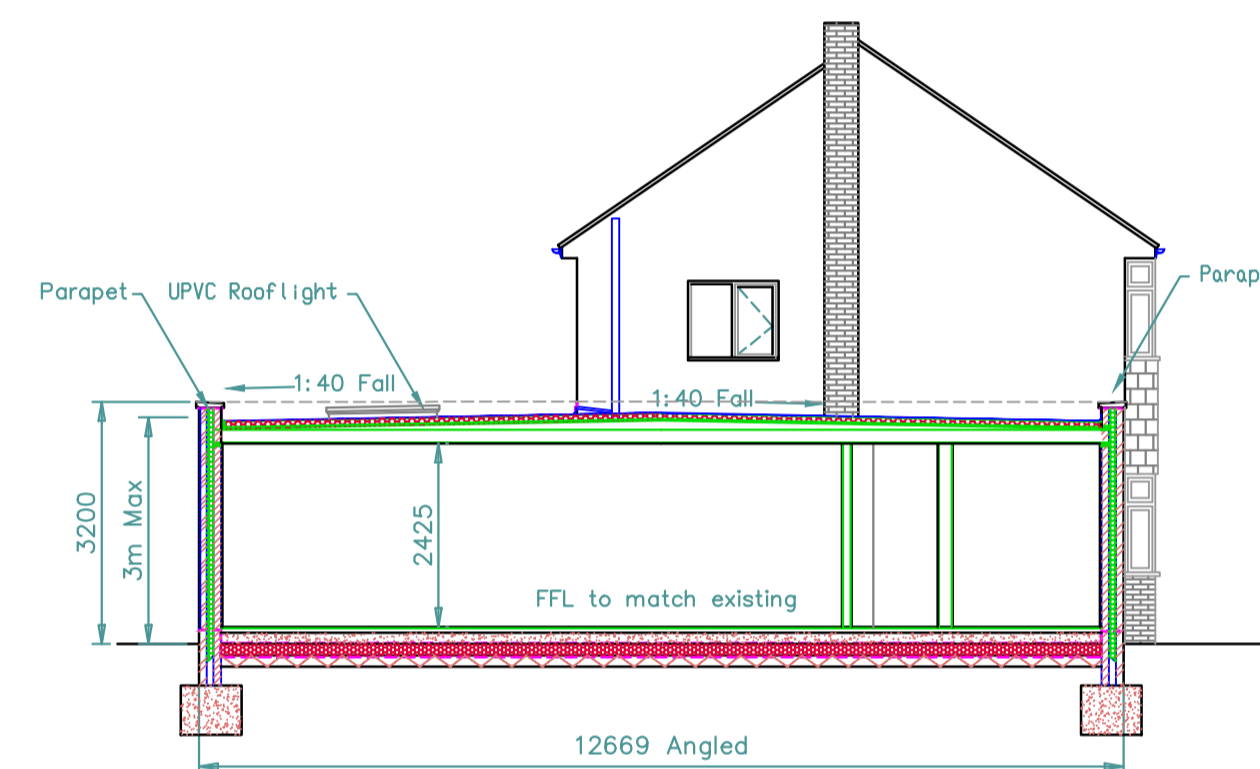 Parapet
UPVC Rooflight
Parap
1:40 Fall
1:40 Fall
3200
3m Max
2425
FFL to match existing
12669 Angled